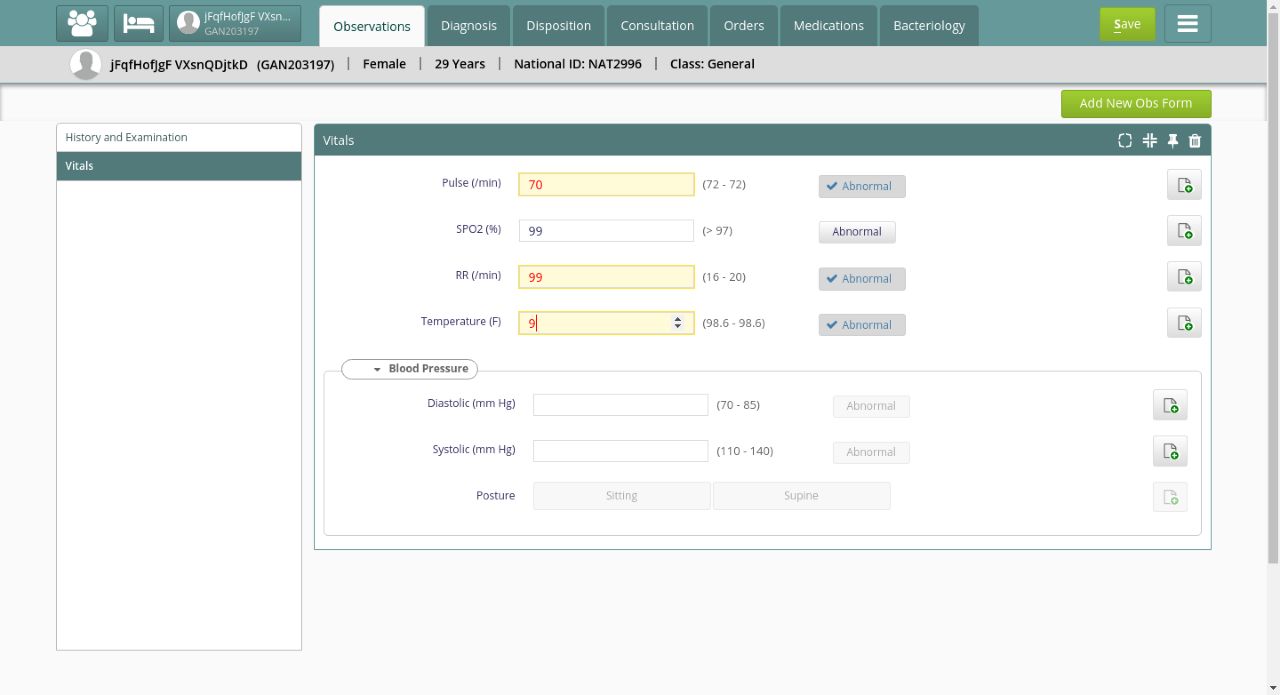 jFqfHofJgF VXsn...
GAN203197
Observations
Diagnosis
Disposition
Consultation
Orders
Medications
Bacteriology
Save
jFqfHofJgF VXsnQDjtkD (GAN203197) | Female | 29 Years | National ID: NAT2996 | Class: General
Add New Obs Form
History and Examination
Vitals
Vitals
Pulse (/min) 70 (72 - 72) Abnormal
SPO2 (%) 99 (> 97) Abnormal
RR (/min) 99 (16 - 20) Abnormal
Temperature (F) 9 (98.6 - 98.6) Abnormal
Blood Pressure
Diastolic (mm Hg) (70 - 85) Abnormal
Systolic (mm Hg) (110 - 140) Abnormal
Posture Sitting Supine